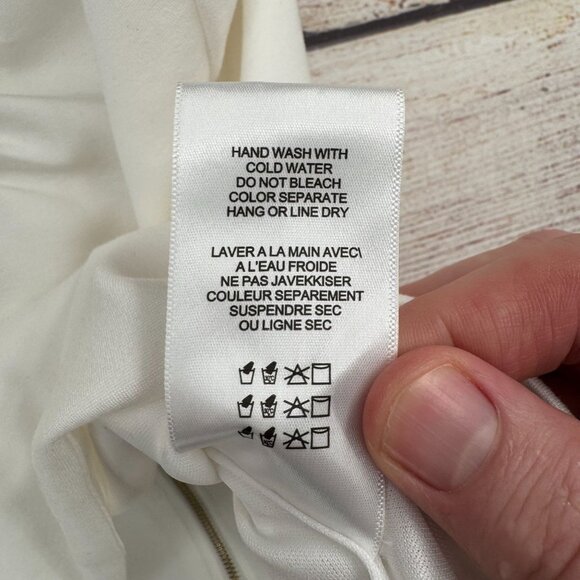 HAND WASH WITH
COLD WATER
DO NOT BLEACH
COLOR SEPARATE
HANG OR LINE DRY
LAVER A LA MAIN AVEC\
A L'EAU FROIDE
NE PAS JAVEKKISER
COULEUR SEPAREMENT
SUSPENDRE SEC
OU LIGNE SEC